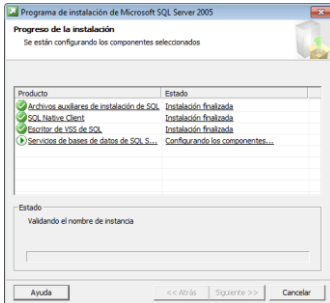 Programa de instalación de Microsoft SQL Server 2005
Progreso de la instalación
Se están configurando los componentes seleccionados
Producto Estado
Archivos auxiliares de instalación de SQL Instalación finalizada
SQL Native Client Instalación finalizada
Escritor de VSS de SQL Instalación finalizada
Servicios de bases de datos de SQL S... Configurando los componentes...
Estado
Validando el nombre de instancia
Ayuda << Atrás Siguiente >> Cancelar